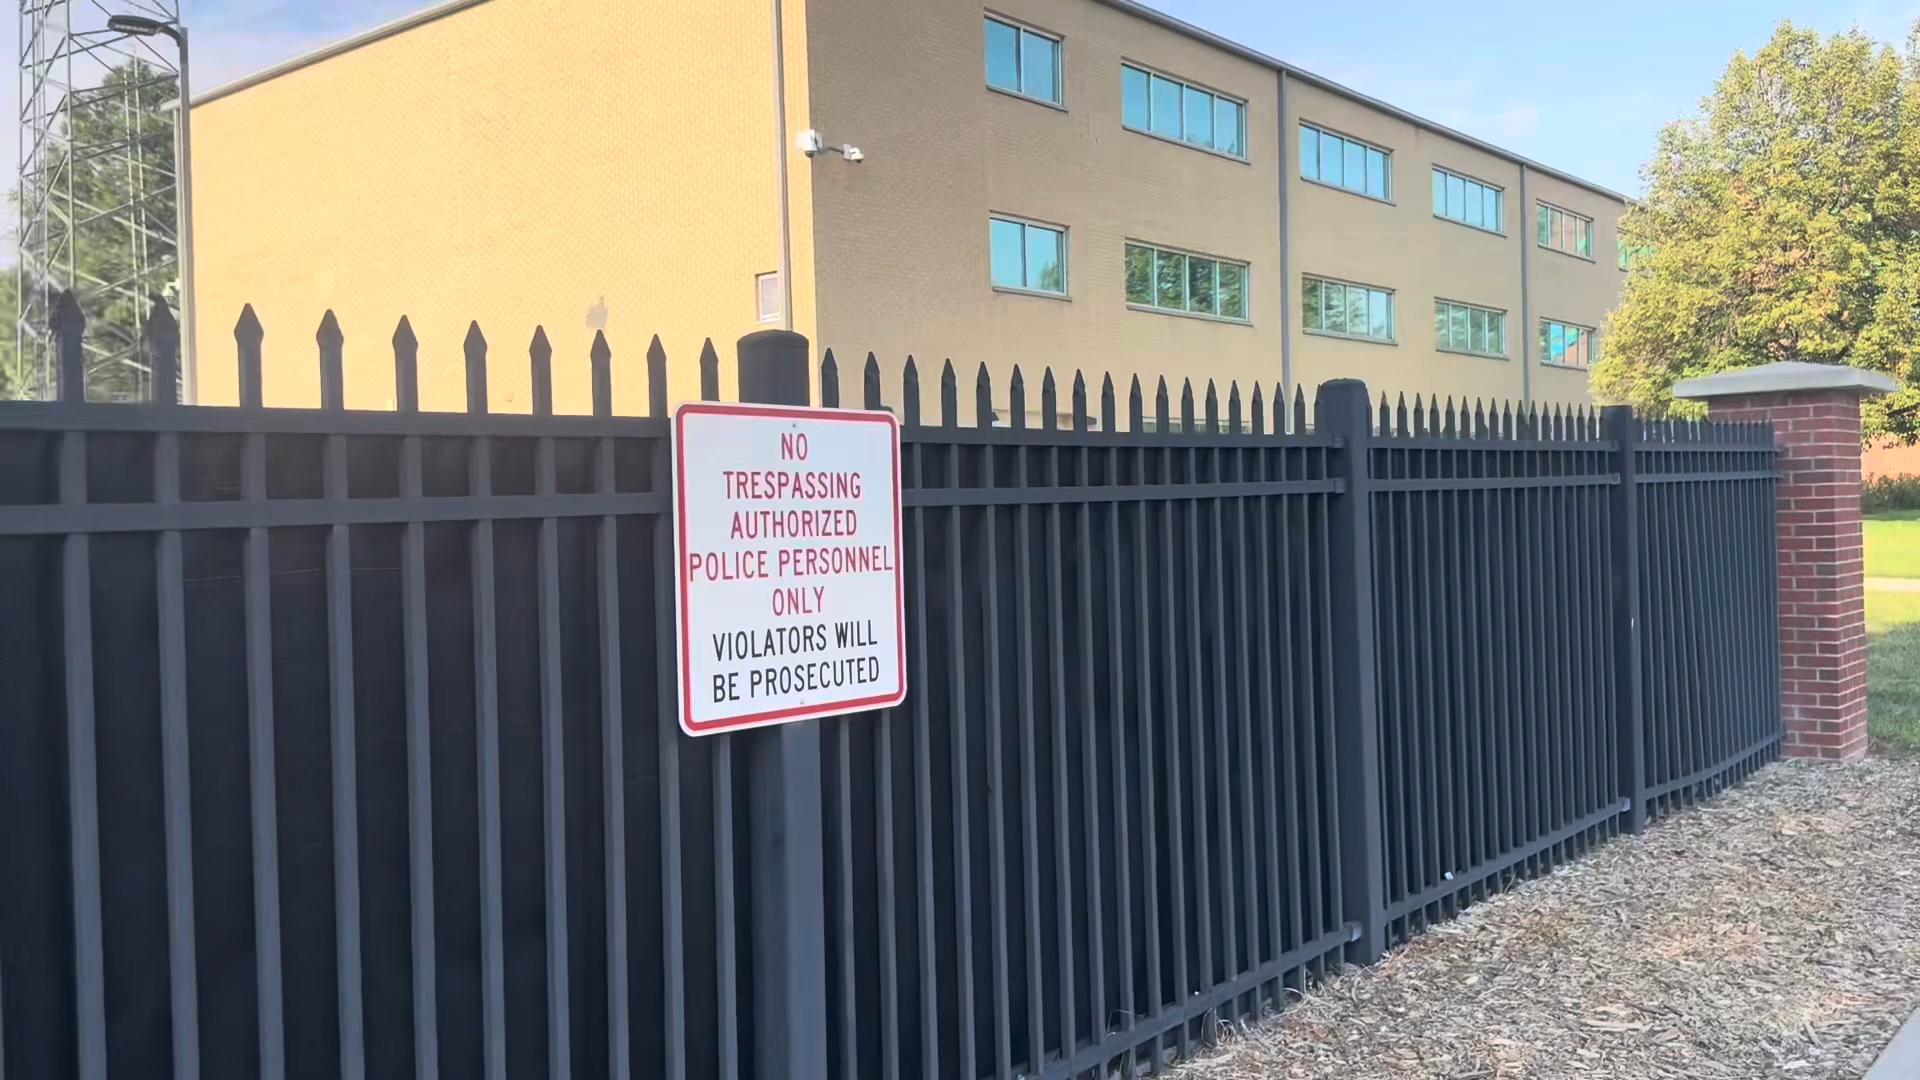 NO
TRESPASSING
AUTHORIZED
POLICE PERSONNEL
ONLY
VIOLATORS WILL
BE PROSECUTED